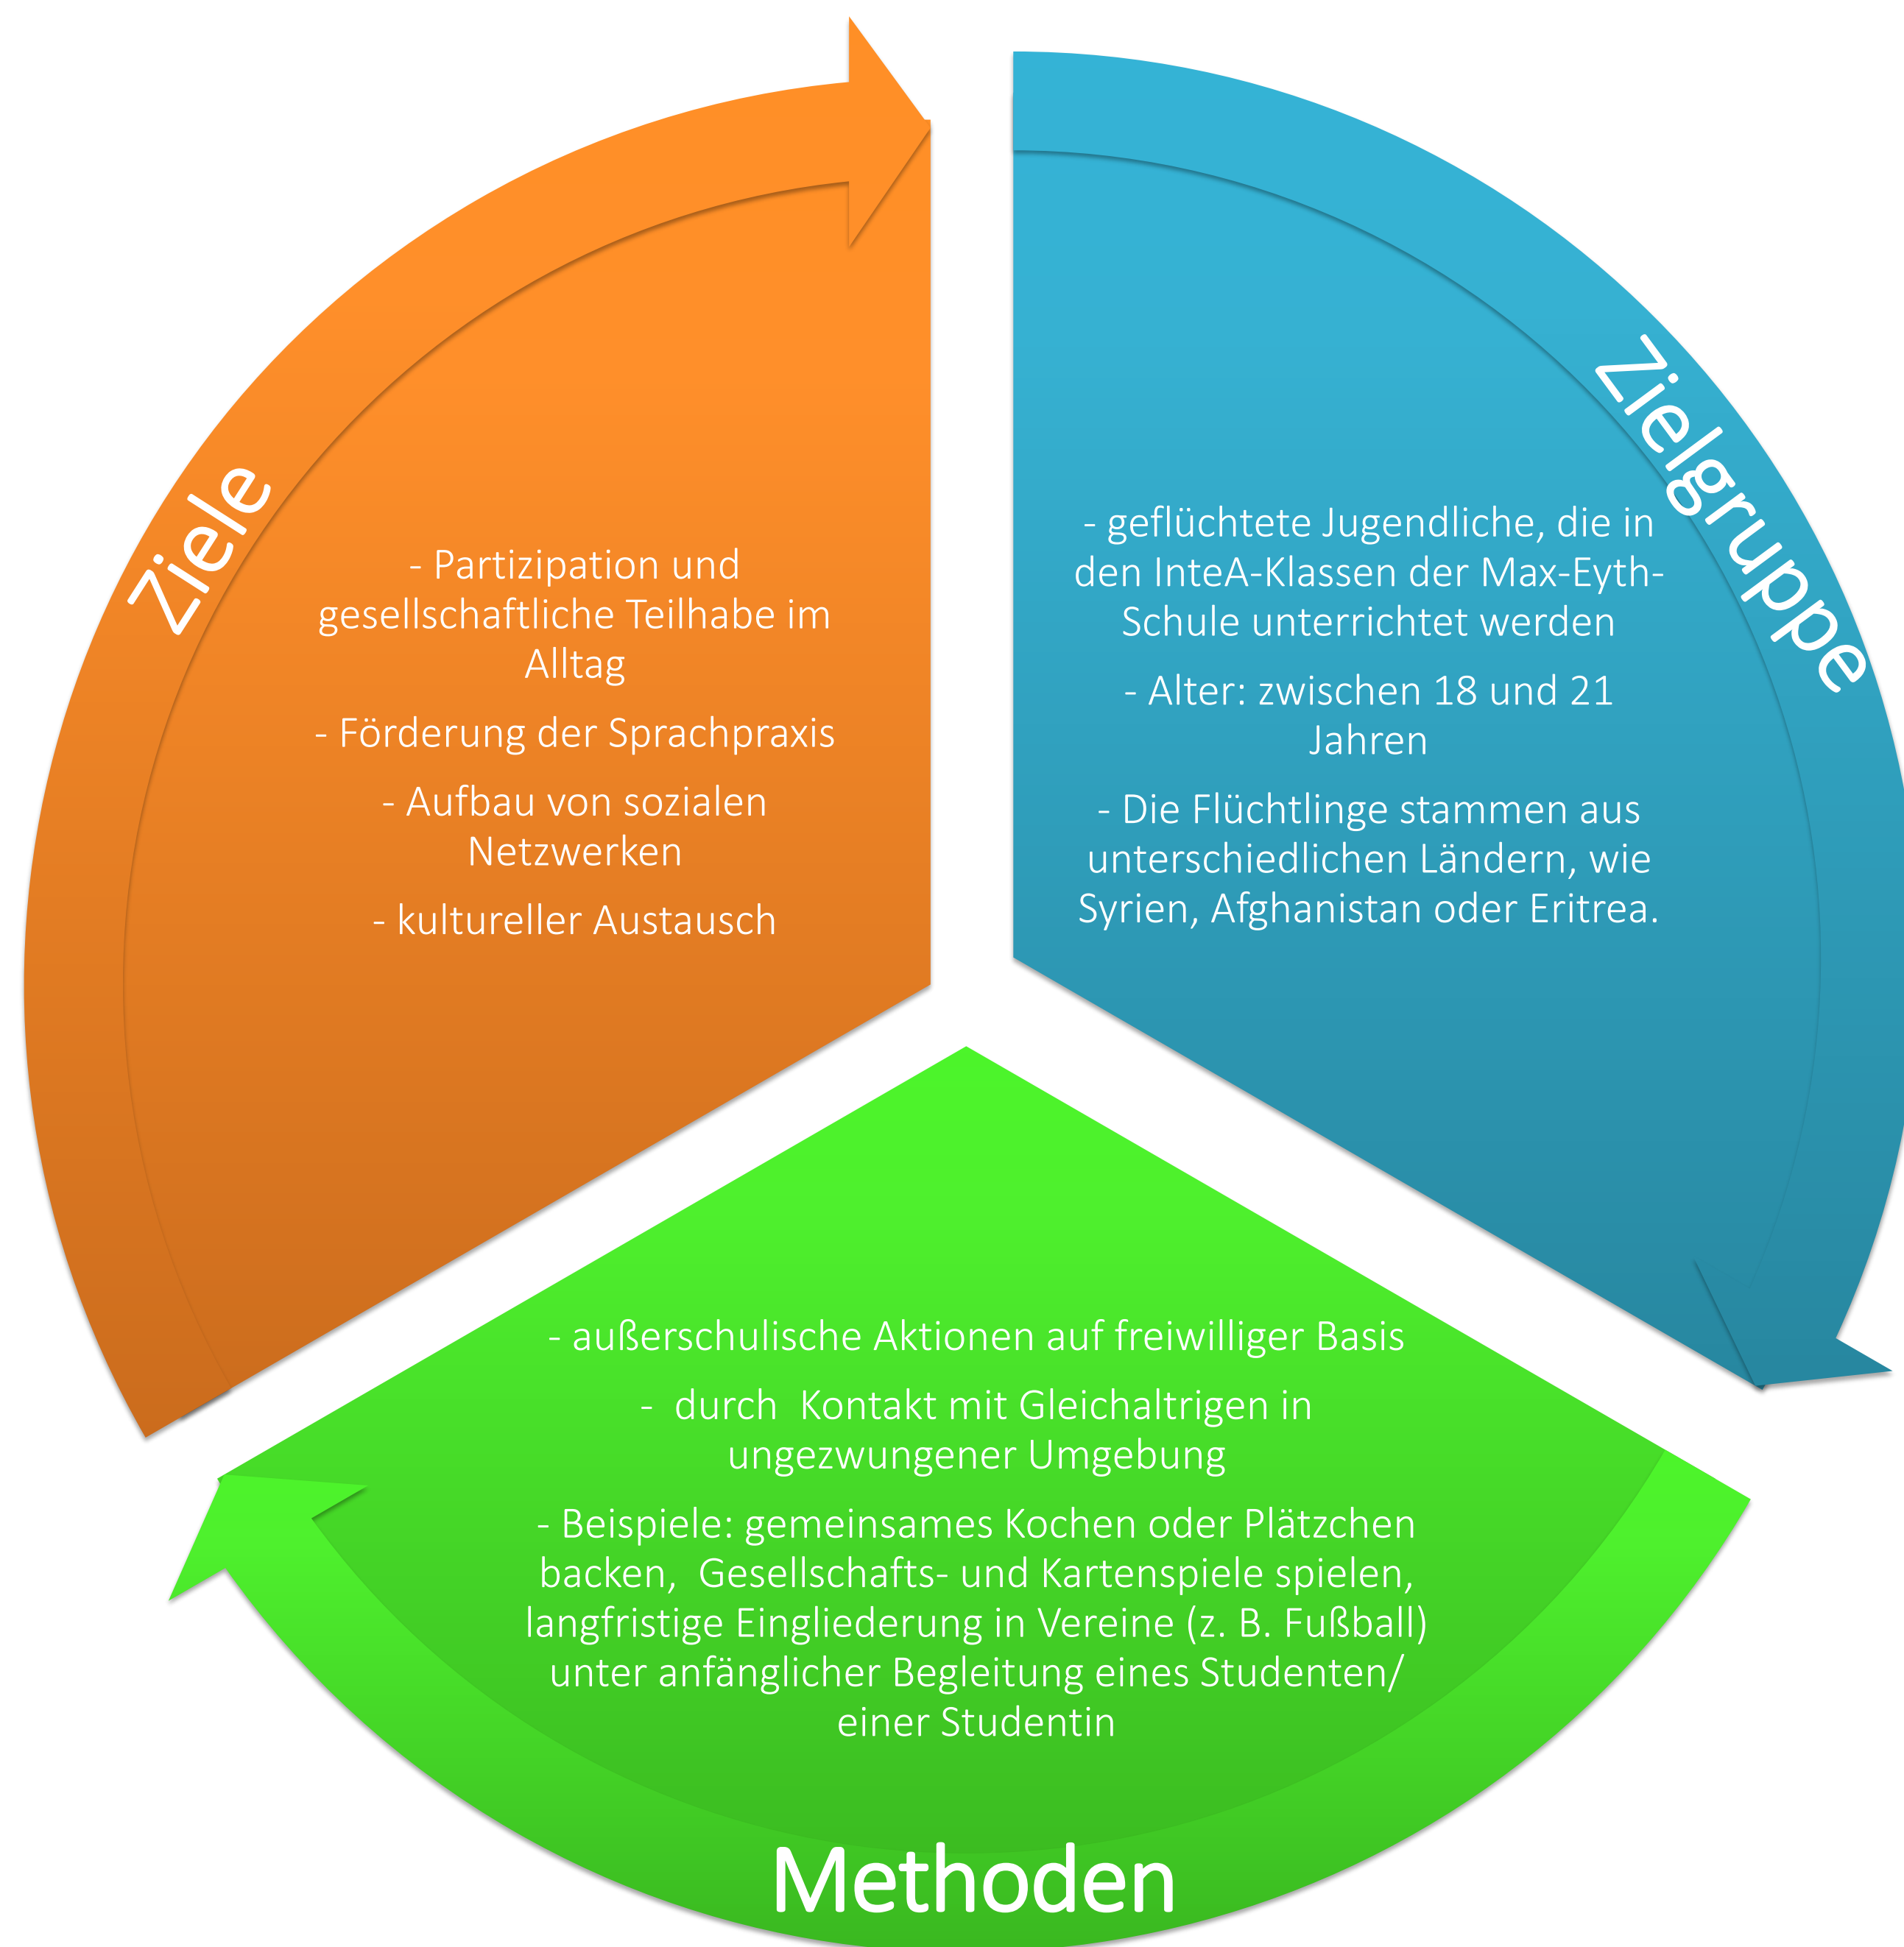 Ziele
- Partizipation und
gesellschaftliche Teilhabe im
Alltag
- Förderung der Sprachpraxis
- Aufbau von sozialen
Netzwerken
- kultureller Austausch
Zielgruppe
- geflüchtete Jugendliche, die in
den InteA-Klassen der Max-Eyth-
Schule unterrichtet werden
- Alter: zwischen 18 und 21
Jahren
- Die Flüchtlinge stammen aus
unterschiedlichen Ländern, wie
Syrien, Afghanistan oder Eritrea.
- außerschulische Aktionen auf freiwilliger Basis
- durch Kontakt mit Gleichaltrigen in
ungezwungener Umgebung
- Beispiele: gemeinsames Kochen oder Plätzchen
backen, Gesellschafts- und Kartenspiele spielen,
langfristige Eingliederung in Vereine (z. B. Fußball)
unter anfänglicher Begleitung eines Studenten/
einer Studentin
Methoden